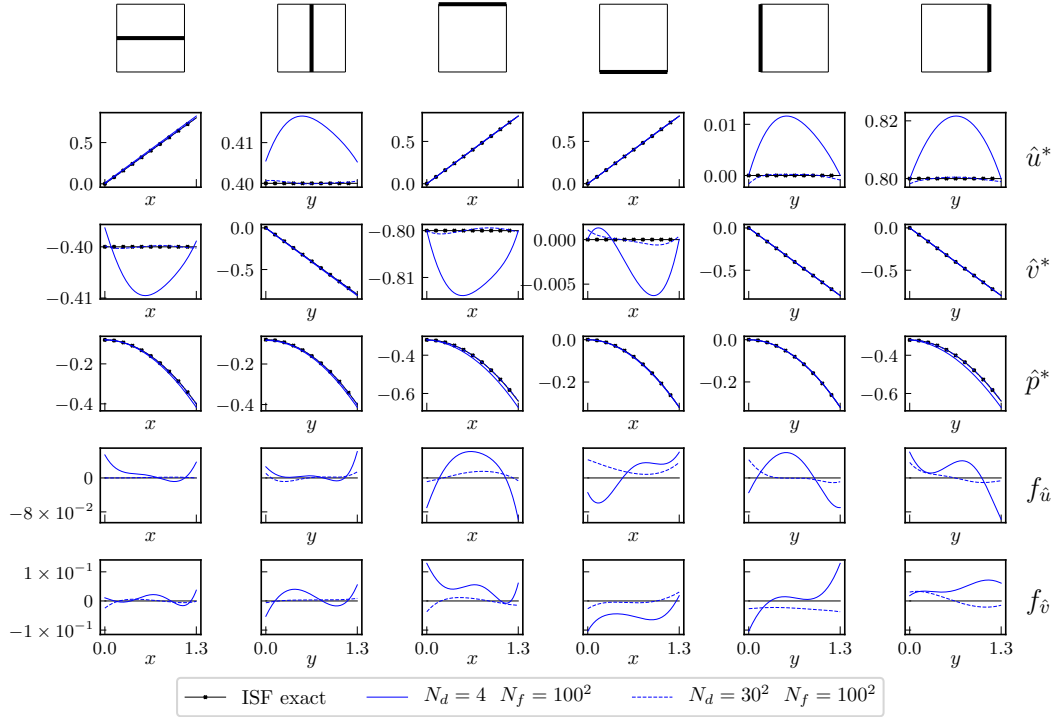 0.5
0.0
x
0.41
0.40
y
0.5
0.0
x
0.5
0.0
x
0.01
0.00
y
0.82
0.80
y
û*
−0.40
−0.41
x
0.0
−0.5
y
−0.80
−0.81
x
0.000
−0.005
x
0.0
−0.5
y
0.0
−0.5
y
v̂*
−0.2
−0.4
x
−0.2
−0.4
y
−0.4
−0.6
x
0.0
−0.2
x
0.0
−0.2
y
−0.4
−0.6
x
p̂*
0
−8 × 10⁻²
x
y
x
x
y
y
f_û
1 × 10⁻¹
0
−1 × 10⁻¹
0.0 x 1.3
0.0 y 1.3
0.0 x 1.3
0.0 x 1.3
0.0 y 1.3
0.0 y 1.3
f_v̂
ISF exact N_d = 4 N_f = 100² N_d = 30² N_f = 100²